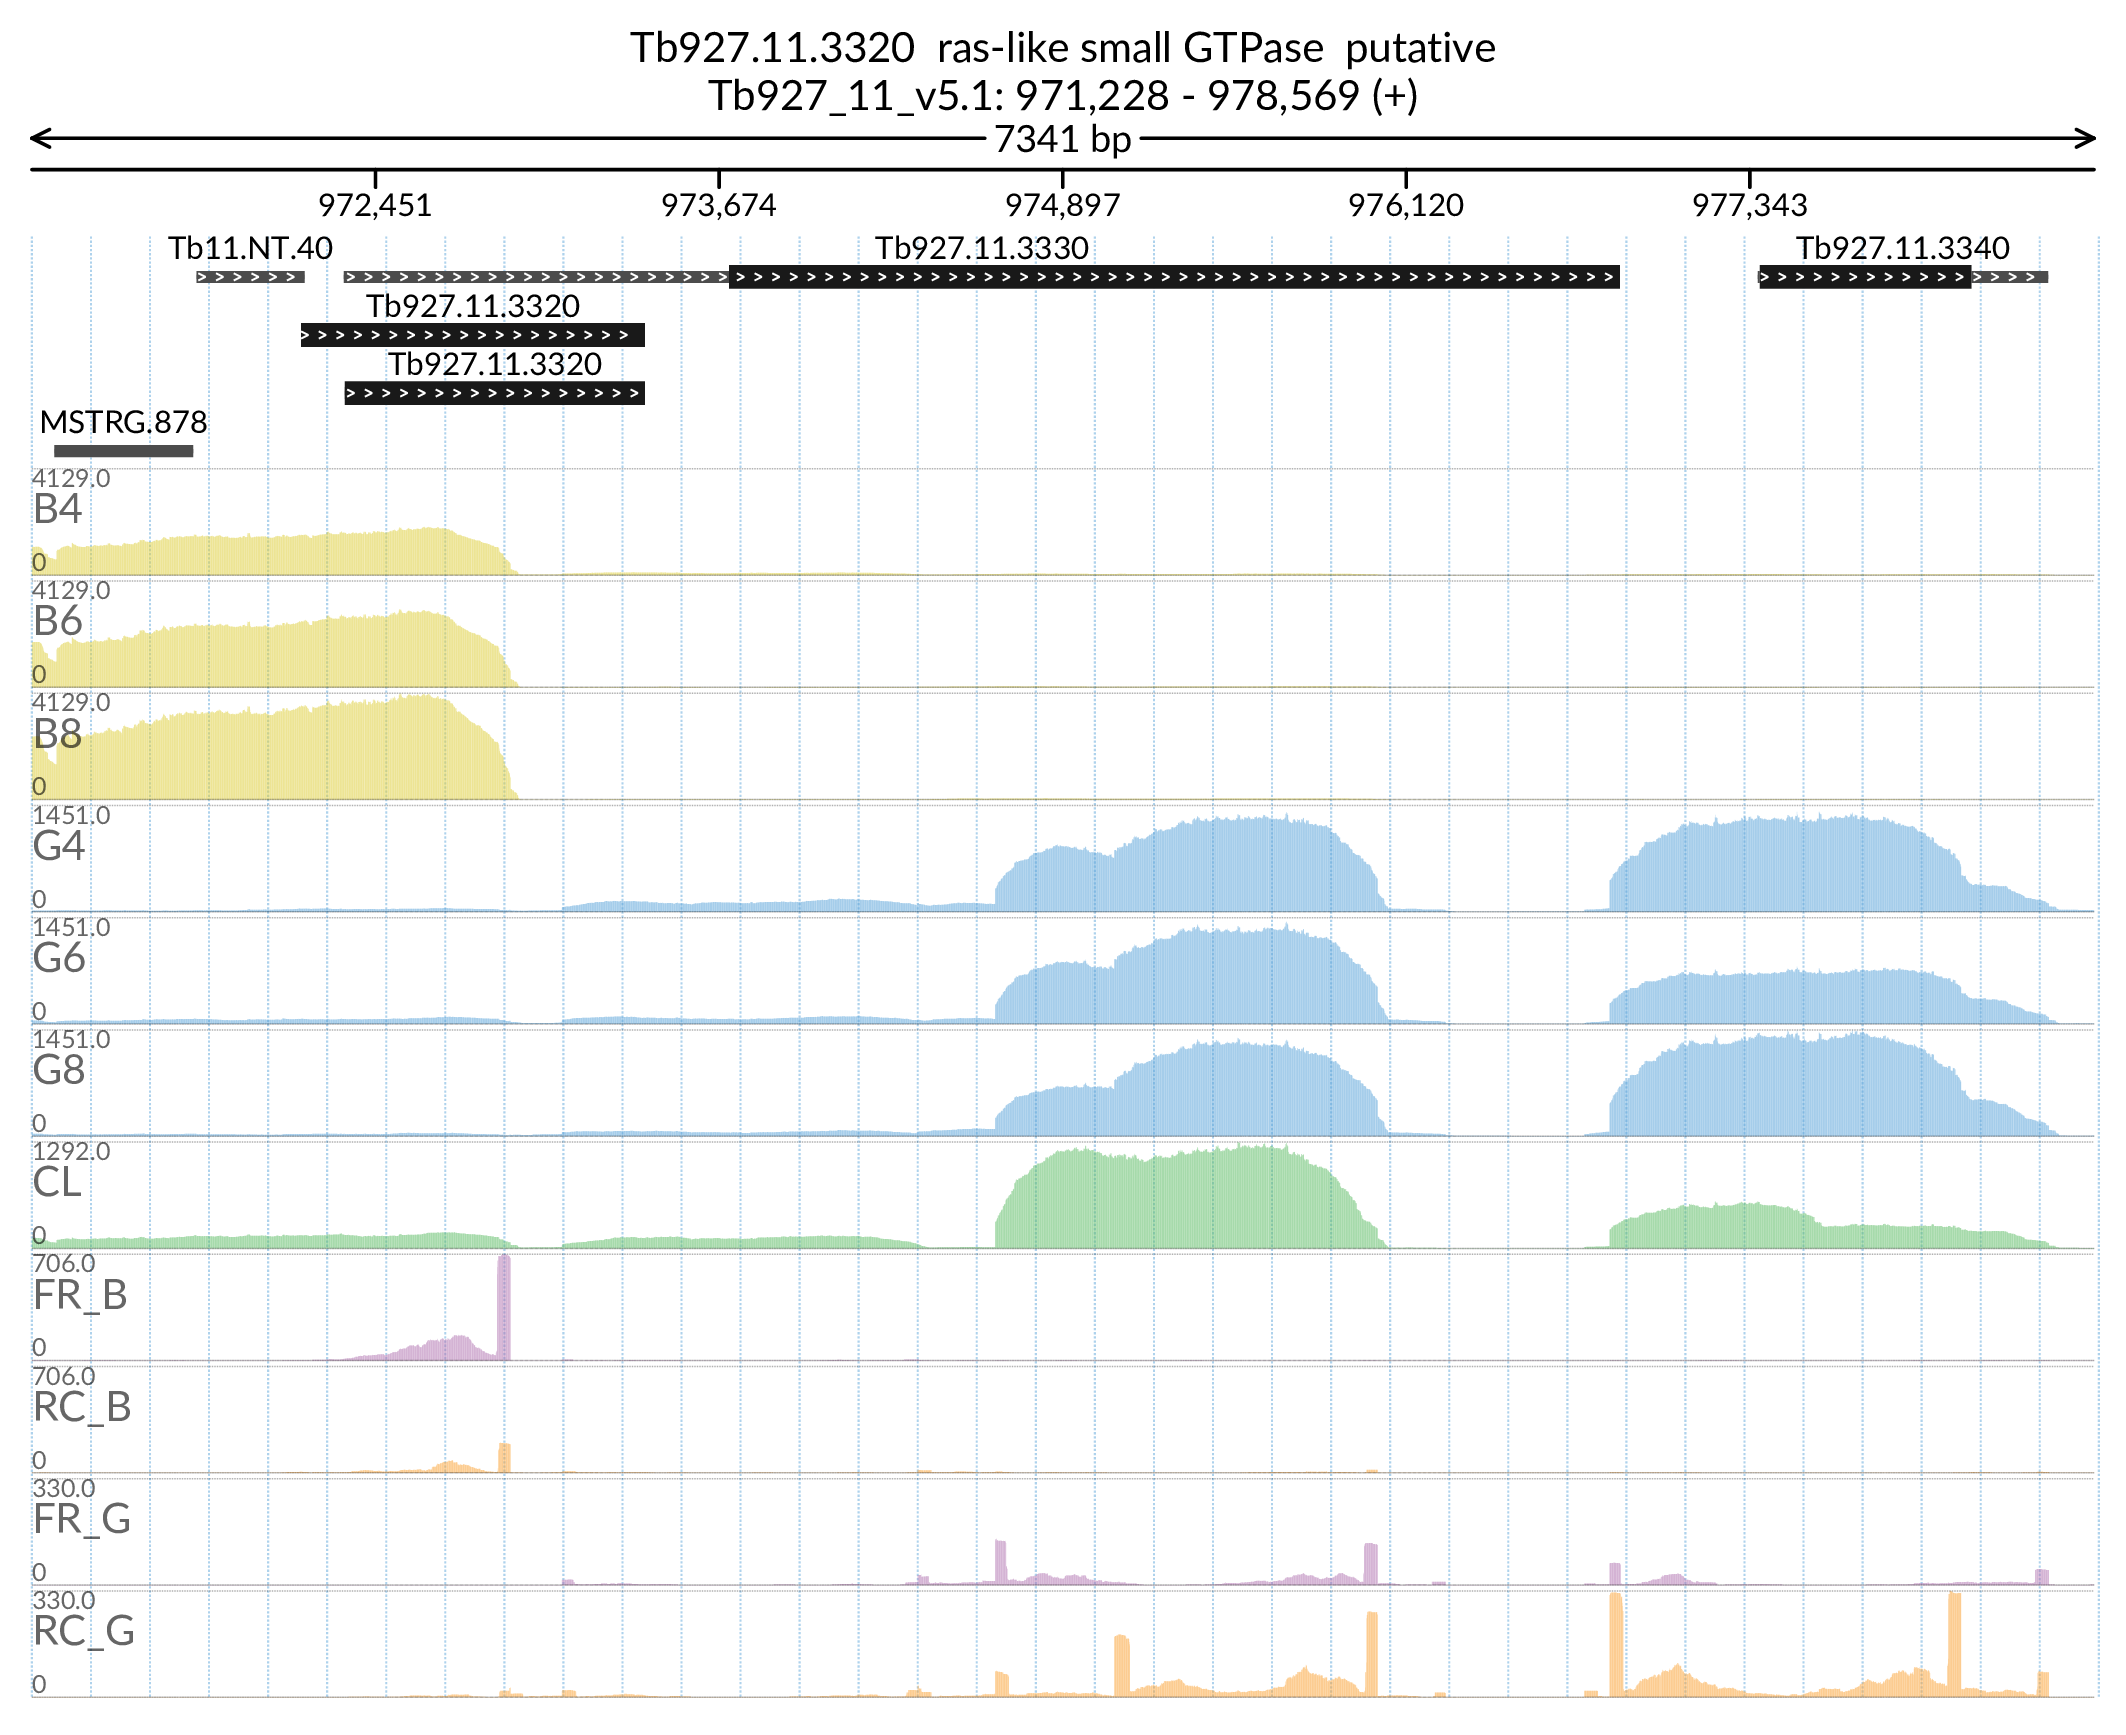 Tb927.11.3320 ras-like small GTPase putative
Tb927_11_v5.1: 971,228 - 978,569 (+)
7341 bp
972,451 973,674 974,897 976,120 977,343
Tb11.NT.40 Tb927.11.3330 Tb927.11.3340
Tb927.11.3320
Tb927.11.3320
MSTRG.878
4129.0
B4
0
4129.0
B6
0
4129.0
B8
0
1451.0
G4
0
1451.0
G6
0
1451.0
G8
0
1292.0
CL
0
706.0
FR_B
0
706.0
RC_B
0
330.0
FR_G
0
330.0
RC_G
0